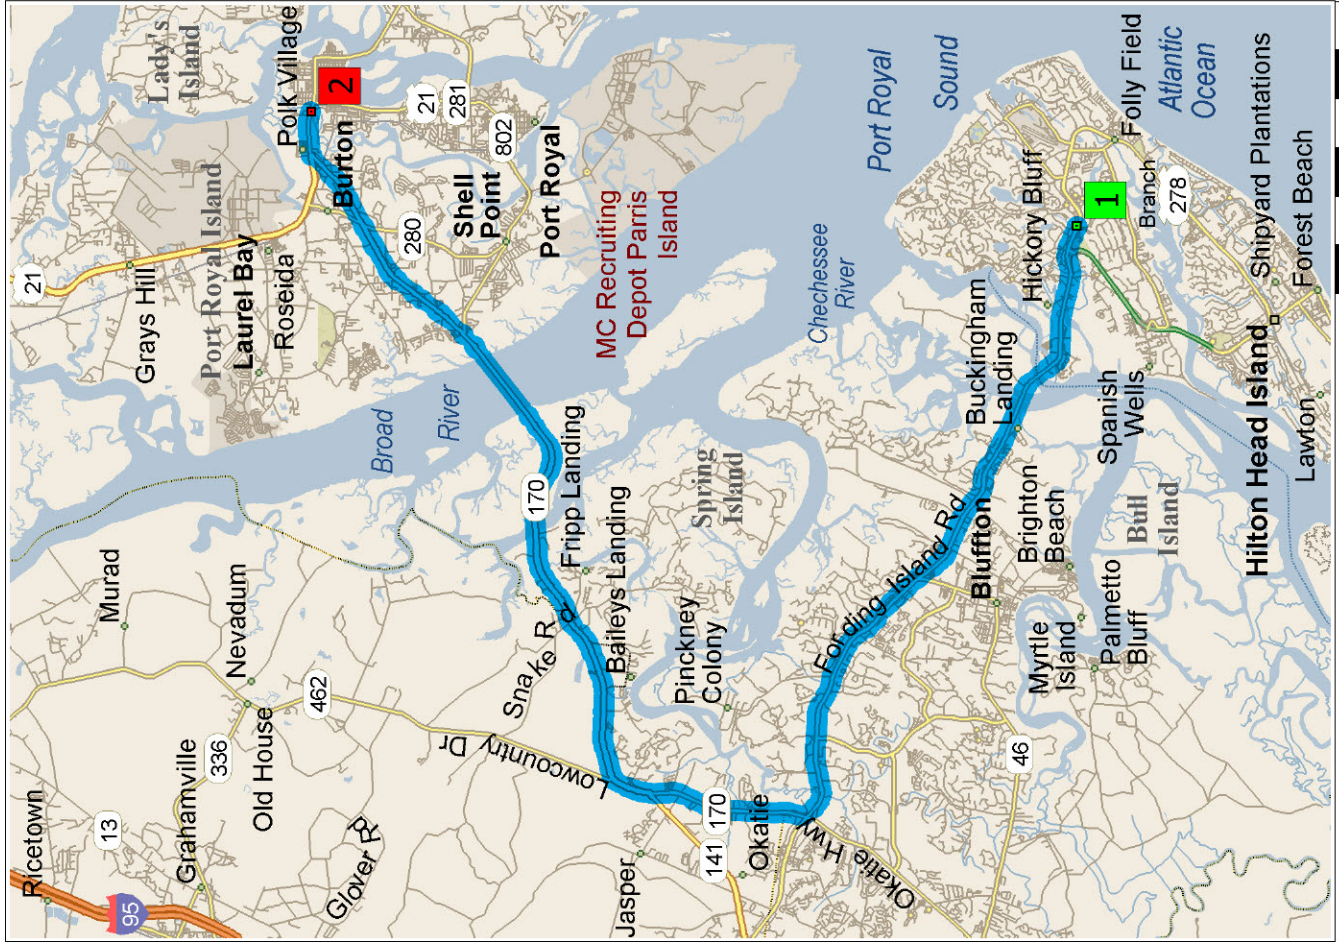 Ricetown
21
13
Murad
95
Grays Hill
Grahamville
336
Lady's
Island
Port Royal Island
Nevadum
Laurel Bay
Old House
Roseida
Polk Village
462
2
Burton
Glover Rd
Broad
River
280
21
281
Lowcountry Dr
Shell
Point
802
Snake Rd
170
Port Royal
Fripp Landing
Baileys Landing
MC Recruiting
Depot Parris
Island
Jasper
Pinckney
Colony
Spring
Island
141
170
Okatie
Chechessee
River
Port Royal
Sound
Okatie Hwy
Fording Island Rd
Buckingham
Landing
Bluffton
Hickory Bluff
46
Brighton
Beach
Myrtle
Island
1
Spanish
Wells
Palmetto
Bluff
Bull
Island
Folly Field
Branch
278
Atlantic
Ocean
Hilton Head Island
Shipyard Plantations
Lawton
Forest Beach